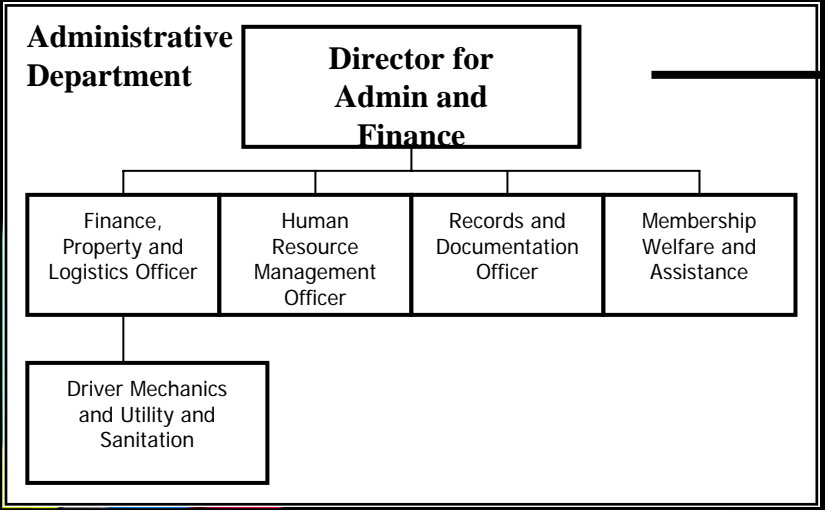 Administrative
Department
Director for
Admin and
Finance
Finance,
Property and
Logistics Officer
Human
Resource
Management
Officer
Records and
Documentation
Officer
Membership
Welfare and
Assistance
Driver Mechanics
and Utility and
Sanitation